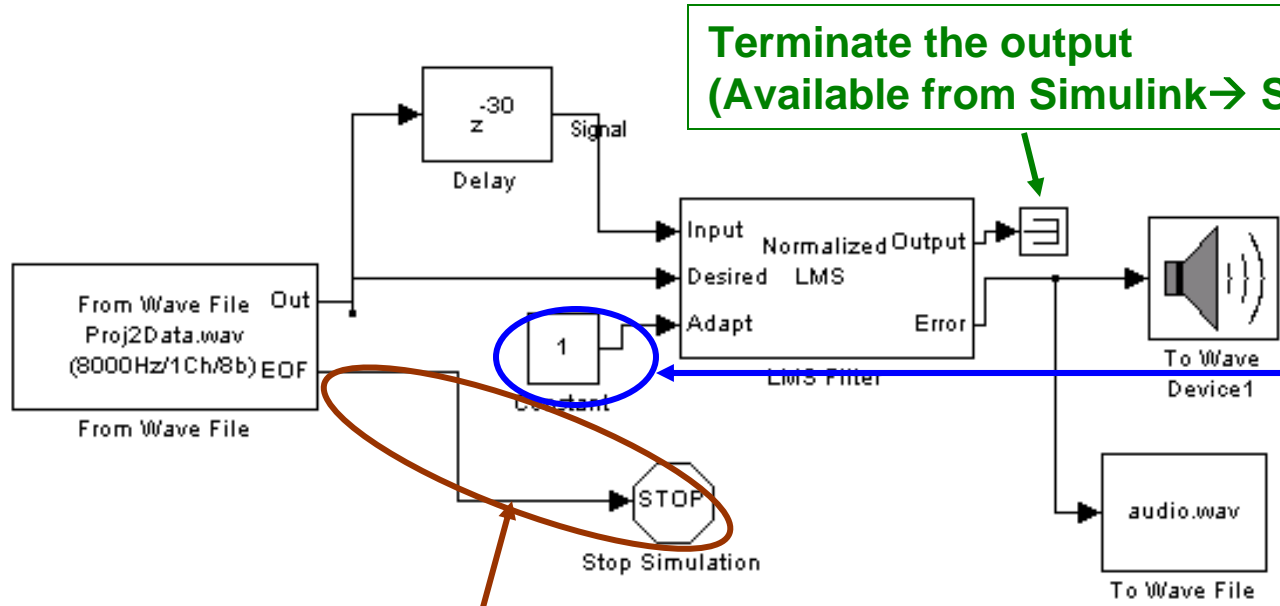 Terminate the output
(Available from Simulink→ S
z -30
Signal
Delay
Input
Normalized
Output
Desired
LMS
Adapt
Error
LMS Filter
From Wave File
Out
Proj2Data.wav
(8000Hz/1Ch/8b)
EOF
From Wave File
1
Constant
To Wave
Device1
STOP
Stop Simulation
audio.wav
To Wave File